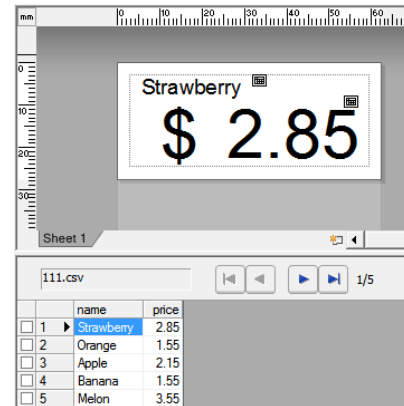 mm 0 10 20 30 40 50 60
0
Strawberry
10
$ 2.85
20
30
Sheet 1
111.csv 1/5
name price
1 Strawberry 2.85
2 Orange 1.55
3 Apple 2.15
4 Banana 1.55
5 Melon 3.55